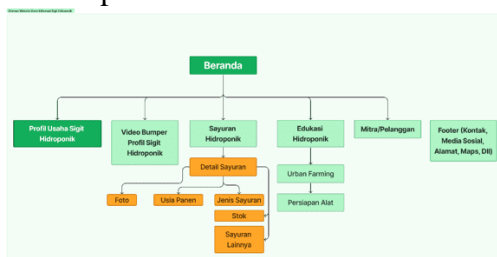 Beranda
Profil Usaha Sigit
Hidroponik
Video Bumper
Profil Sigit
Hidroponik
Sayuran
Hidroponik
Edukasi
Hidroponik
Mitra/Pelanggan
Footer (Kontak,
Media Sosial,
Alamat, Maps, Dll)
Detail Sayuran
Urban Farming
Foto
Usia Panen
Jenis Sayuran
Persiapan Alat
Stok
Sayuran
Lainnya